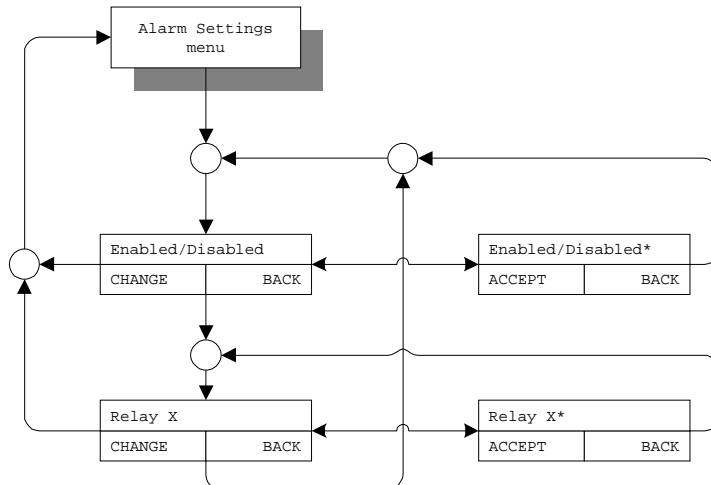 Alarm Settings
menu
Enabled/Disabled
CHANGE BACK
Enabled/Disabled*
ACCEPT BACK
Relay X
CHANGE BACK
Relay X*
ACCEPT BACK